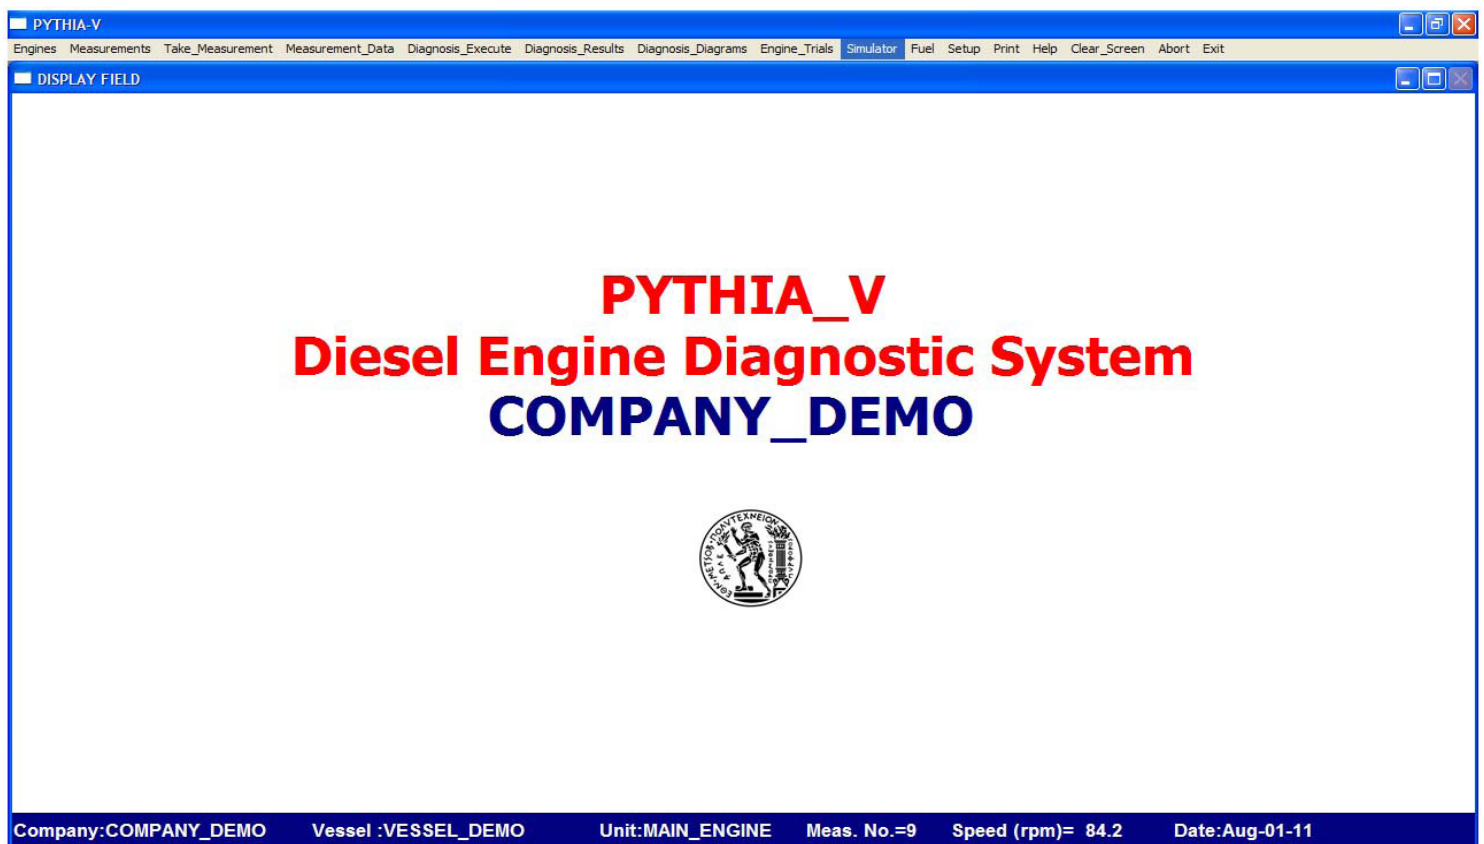 PYTHIA-V
Engines Measurements Take_Measurement Measurement_Data Diagnosis_Execute Diagnosis_Results Diagnosis_Diagrams Engine_Trials Simulator Fuel Setup Print Help Clear_Screen Abort Exit
DISPLAY FIELD
PYTHIA_V
Diesel Engine Diagnostic System
COMPANY_DEMO
Company:COMPANY_DEMO Vessel :VESSEL_DEMO Unit:MAIN_ENGINE Meas. No.=9 Speed (rpm)= 84.2 Date:Aug-01-11